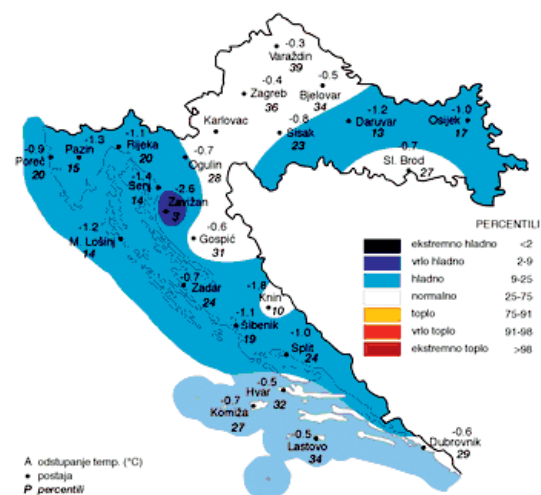 -0.3
Varaždin
39
-0.4
Zagreb
36
-0.5
Bjelovar
34
Karlovac
-0.8
Sisak
23
-1.2
Daruvar
13
-1.0
Osijek
17
-0.7
Sl. Brod
27
-0.9
Poreč
20
-1.3
Pazin
15
-1.1
Rijeka
20
-0.7
Ogulin
28
-1.4
Senj
14
-2.6
Zavižan
3
-1.2
M. Lošinj
14
-0.6
Gospić
31
-0.7
Zadar
24
-1.8
Knin
10
-1.1
Šibenik
19
-1.0
Split
24
-0.5
Hvar
32
-0.7
Komiža
27
-0.5
Lastovo
34
-0.6
Dubrovnik
29
PERCENTILI
ekstremno hladno <2
vrlo hladno 2-9
hladno 9-25
normalno 25-75
toplo 75-91
vrlo toplo 91-98
ekstremno toplo >98
A odstupanje temp. (°C)
• postaja
P percentili